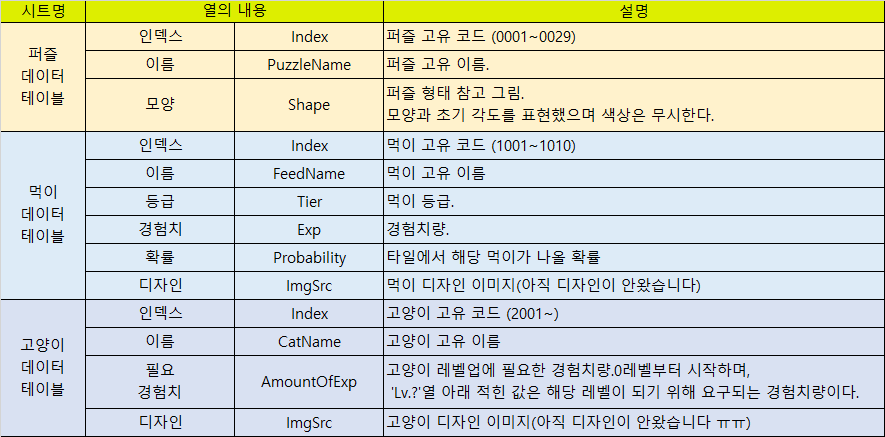 시트명 열의 내용 설명
퍼즐
데이터
테이블
인덱스 Index 퍼즐 고유 코드 (0001~0029)
이름 PuzzleName 퍼즐 고유 이름.
모양 Shape 퍼즐 형태 참고 그림.
모양과 초기 각도를 표현했으며 색상은 무시한다.
먹이
데이터
테이블
인덱스 Index 먹이 고유 코드 (1001~1010)
이름 FeedName 먹이 고유 이름
등급 Tier 먹이 등급.
경험치 Exp 경험치량.
확률 Probability 타일에서 해당 먹이가 나올 확률
디자인 ImgSrc 먹이 디자인 이미지(아직 디자인이 안왔습니다)
고양이
데이터
테이블
인덱스 Index 고양이 고유 코드 (2001~)
이름 CatName 고양이 고유 이름
필요
경험치 AmountOfExp 고양이 레벨업에 필요한 경험치량.0레벨부터 시작하며,
'Lv.?'열 아래 적힌 값은 해당 레벨이 되기 위해 요구되는 경험치량이다.
디자인 ImgSrc 고양이 디자인 이미지(아직 디자인이 안왔습니다 ㅠㅠ)